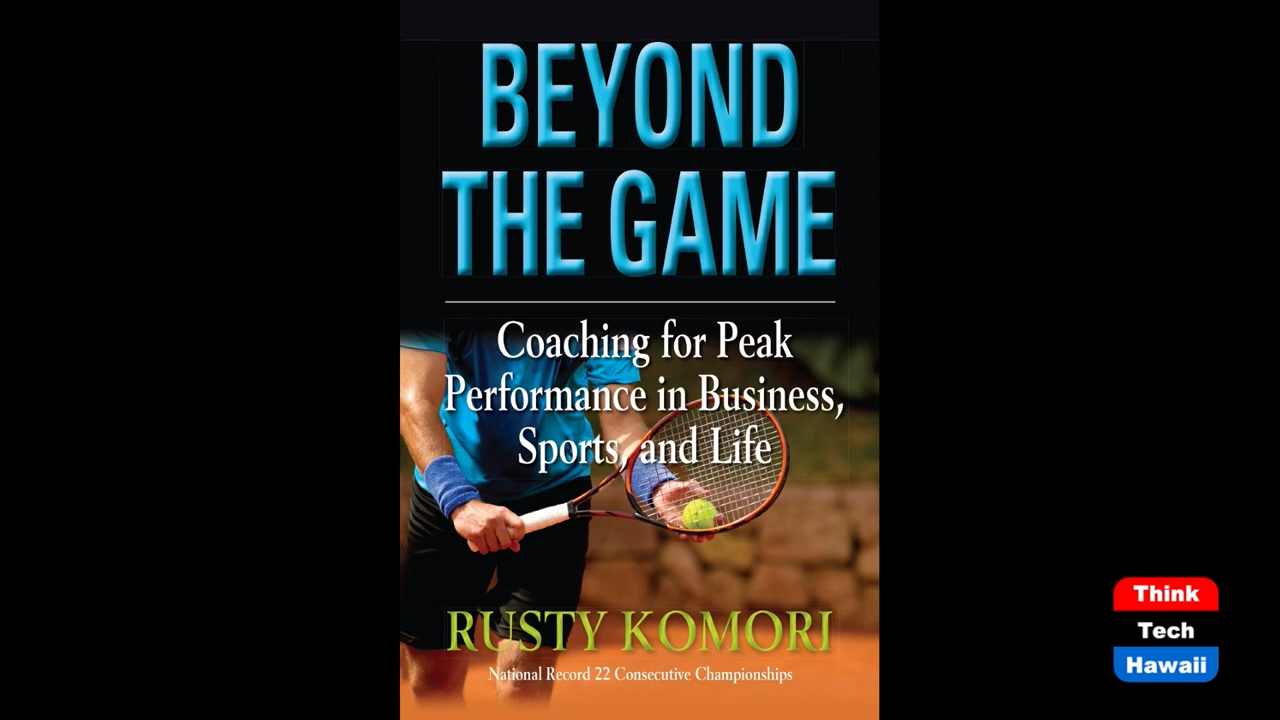 BEYOND
THE GAME
Coaching for Peak
Performance in Business,
Sports, and Life
RUSTY KOMORI
National Record 22 Consecutive Championships
Think
Tech
Hawaii